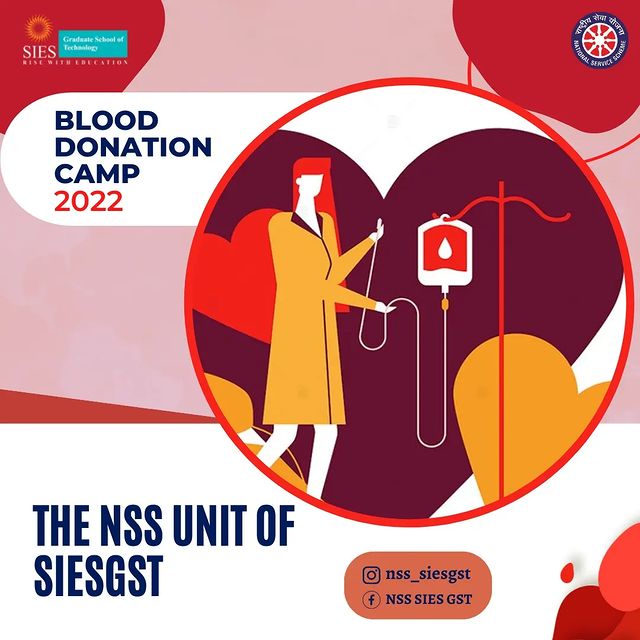 SIES
Graduate School of
Technology
RISE WITH EDUCATION
राष्ट्रीय सेवा योजना
NATIONAL SERVICE SCHEME
BLOOD
DONATION
CAMP
2022
THE NSS UNIT OF
SIESGST
nss_siesgst
NSS SIES GST